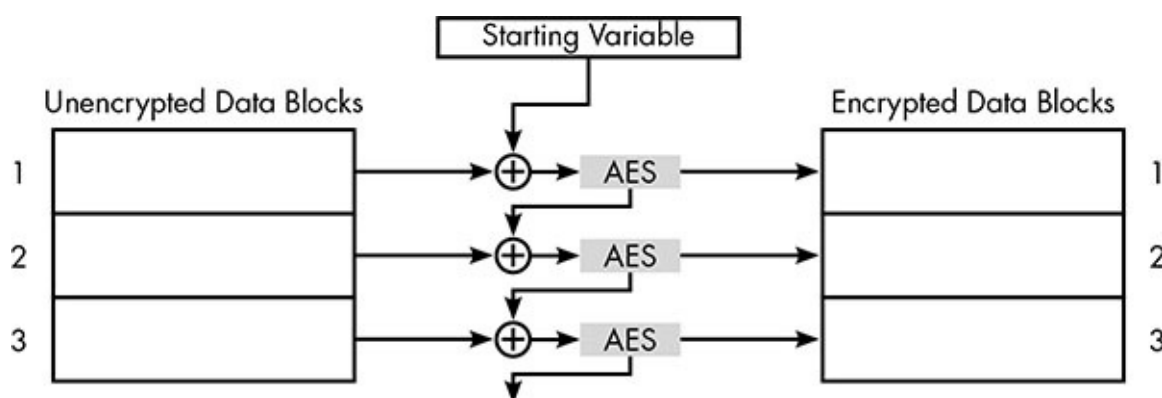 Starting Variable
Unencrypted Data Blocks
Encrypted Data Blocks
1 AES 1
2 AES 2
3 AES 3